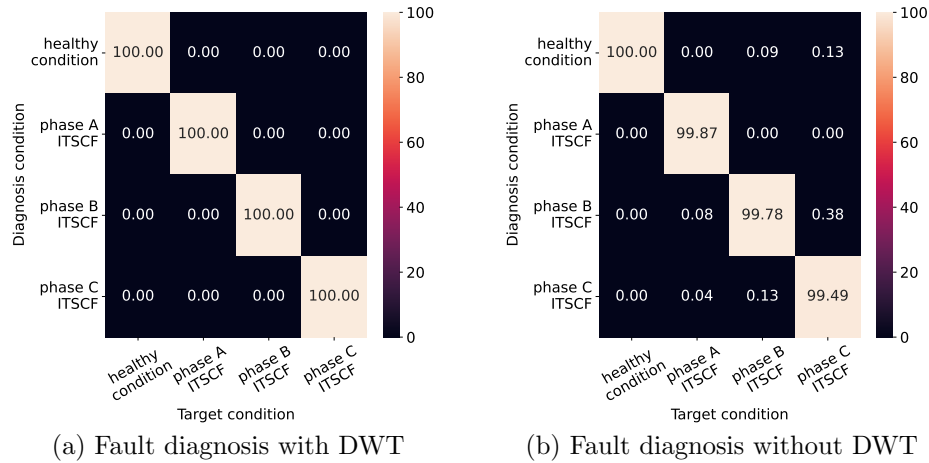 healthy
condition
phase A
ITSCF
phase B
ITSCF
phase C
ITSCF
Diagnosis condition
100.00 0.00 0.00 0.00
0.00 100.00 0.00 0.00
0.00 0.00 100.00 0.00
0.00 0.00 0.00 100.00
healthy
condition
phase A
ITSCF
phase B
ITSCF
phase C
ITSCF
Target condition
100
80
60
40
20
0
(a) Fault diagnosis with DWT
healthy
condition
phase A
ITSCF
phase B
ITSCF
phase C
ITSCF
Diagnosis condition
100.00 0.00 0.09 0.13
0.00 99.87 0.00 0.00
0.00 0.08 99.78 0.38
0.00 0.04 0.13 99.49
healthy
condition
phase A
ITSCF
phase B
ITSCF
phase C
ITSCF
Target condition
100
80
60
40
20
0
(b) Fault diagnosis without DWT